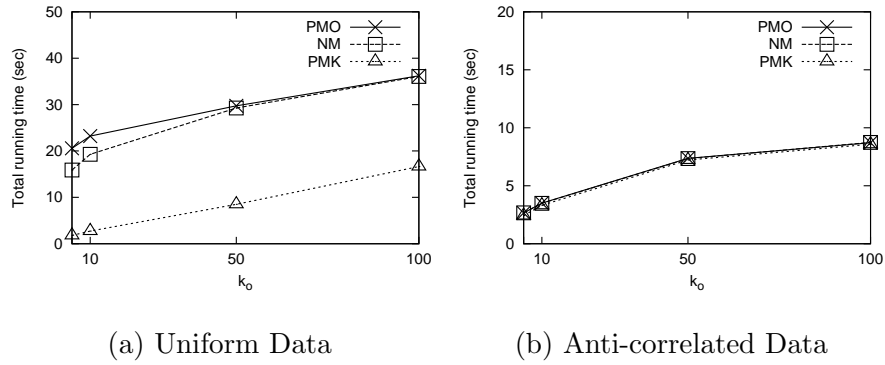 PMO
NM
PMK
Total running time (sec)
50
40
30
20
10
0
10
50
100
k_o
(a) Uniform Data
PMO
NM
PMK
Total running time (sec)
20
15
10
5
0
10
50
100
k_o
(b) Anti-correlated Data